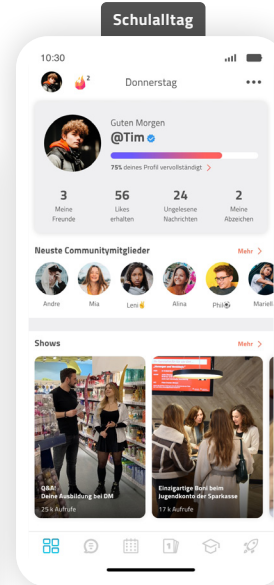 Schulalltag
10:30
2
Donnerstag
Guten Morgen
@Tim
75% deines Profil vervollständigt >
3 56 24 2
Meine Freunde
Likes erhalten
Ungelesene Nachrichten
Meine Abzeichen
Neuste Communitymitglieder
Mehr >
Andre Mia Leni✌ Alina Phil⚽ Mariell
Shows
Mehr >
Q&A!
Deine Ausbildung bei DM
25 k Aufrufe
Einzigartige Boni beim
Jugendkonto der Sparkasse
17 k Aufrufe